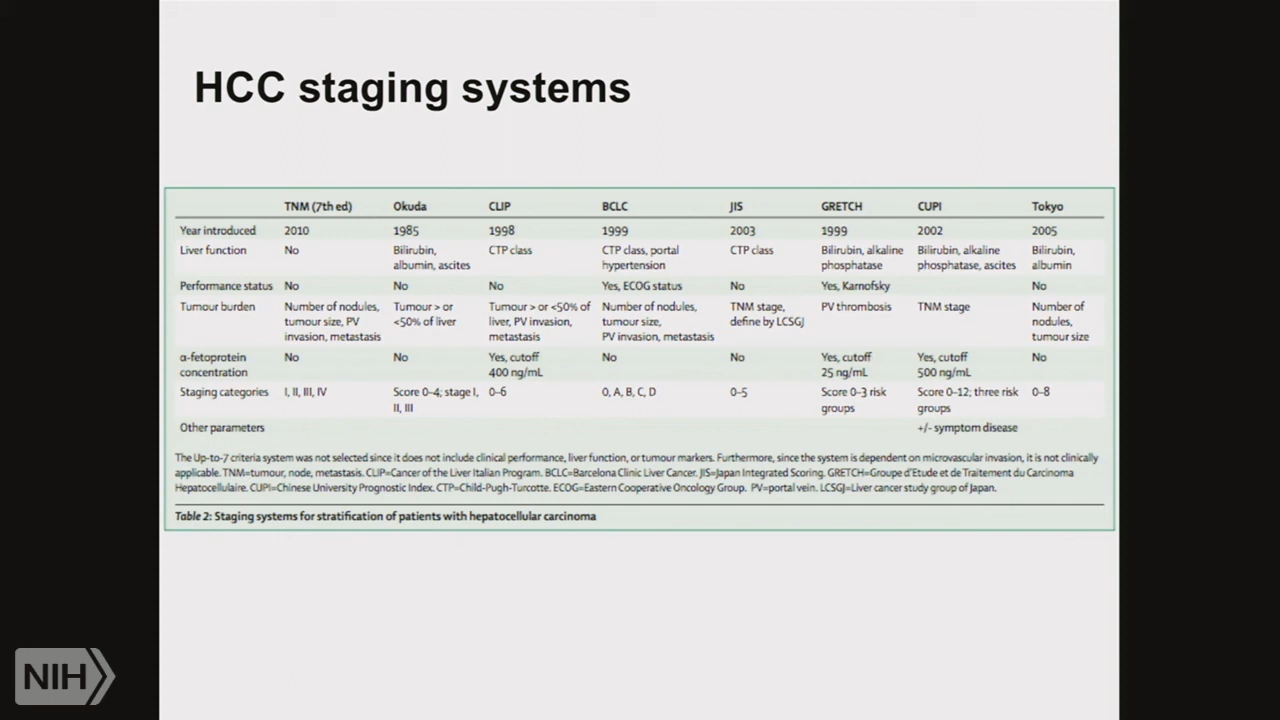 HCC staging systems
TNM (7th ed) Okuda CLIP BCLC JIS GRETCH CUPI Tokyo
Year introduced 2010 1985 1998 1999 2003 1999 2002 2005
Liver function No Bilirubin, CTP class CTP class, portal CTP class Bilirubin, alkaline Bilirubin, alkaline Bilirubin,
albumin, ascites hypertension phosphatase phosphatase, ascites albumin
Performance status No No No Yes, ECOG status No Yes, Karnofsky No
Tumour burden Number of nodules, Tumour > or Tumour > or <50% of Number of nodules, TNM stage, PV thrombosis TNM stage Number of
tumour size, PV <50% of liver liver, PV invasion, tumour size, define by LCSGJ nodules,
invasion, metastasis metastasis PV invasion, metastasis tumour size
α-fetoprotein No No Yes, cutoff No No Yes, cutoff Yes, cutoff No
concentration 400 ng/mL 25 ng/mL 500 ng/mL
Staging categories I, II, III, IV Score 0–4; stage I, 0–6 0, A, B, C, D 0–5 Score 0–3 risk Score 0–12; three risk 0–8
II, III groups groups
Other parameters +/- symptom disease
The Up-to-7 criteria system was not selected since it does not include clinical performance, liver function, or tumour markers. Furthermore, since the system is dependent on microvascular invasion, it is not clinically
applicable. TNM=tumour, node, metastasis. CLIP=Cancer of the Liver Italian Program. BCLC=Barcelona Clinic Liver Cancer. JIS=Japan Integrated Scoring. GRETCH=Groupe d'Etude et de Traitement du Carcinoma
Hepatocellulaire. CUPI=Chinese University Prognostic Index. CTP=Child-Pugh-Turcotte. ECOG=Eastern Cooperative Oncology Group. PV=portal vein. LCSGJ=Liver cancer study group of Japan.
Table 2: Staging systems for stratification of patients with hepatocellular carcinoma
NIH